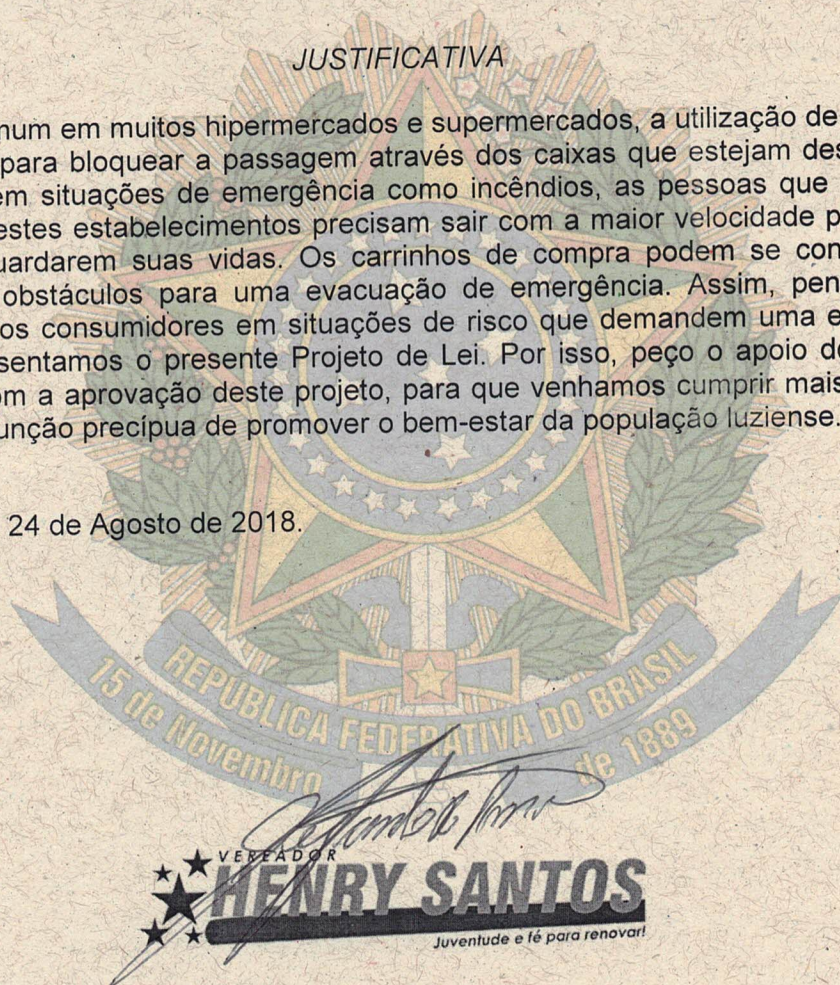 JUSTIFICATIVA
num em muitos hipermercados e supermercados, a utilização de
para bloquear a passagem através dos caixas que estejam des
em situações de emergência como incêndios, as pessoas que
estes estabelecimentos precisam sair com a maior velocidade p
uardarem suas vidas. Os carrinhos de compra podem se con
obstáculos para uma evacuação de emergência. Assim, pen
os consumidores em situações de risco que demandem uma e
sentamos o presente Projeto de Lei. Por isso, peço o apoio de
om a aprovação deste projeto, para que venhamos cumprir mais
unção precípua de promover o bem-estar da população luziense.
24 de Agosto de 2018.
REPUBLICA FEDERATIVA DO BRASIL
15 de Novembro de 1889
VEREADOR
HENRY SANTOS
Juventude e fé para renovar!